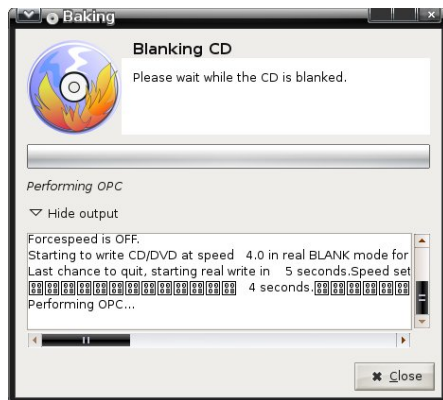 Baking
Blanking CD
Please wait while the CD is blanked.
Performing OPC
Hide output
Forcespeed is OFF.
Starting to write CD/DVD at speed 4.0 in real BLANK mode for
Last chance to quit, starting real write in 5 seconds.Speed set
4 seconds.
Performing OPC...
Close